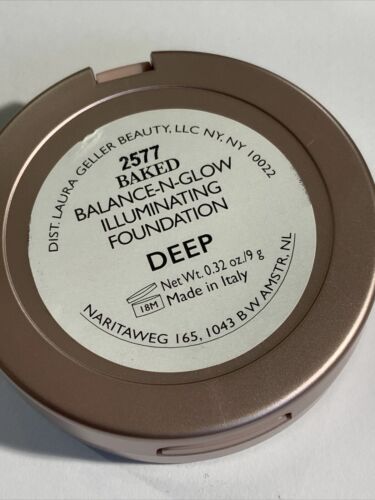 DIST. LAURA GELLER BEAUTY, LLC NY, NY 10022
2577
BAKED
BALANCE-N-GLOW
ILLUMINATING
FOUNDATION
DEEP
Net Wt. 0.32 oz/9 g
18M
Made in Italy
NARITAWEG 165, 1043 BW AMSTR, NL